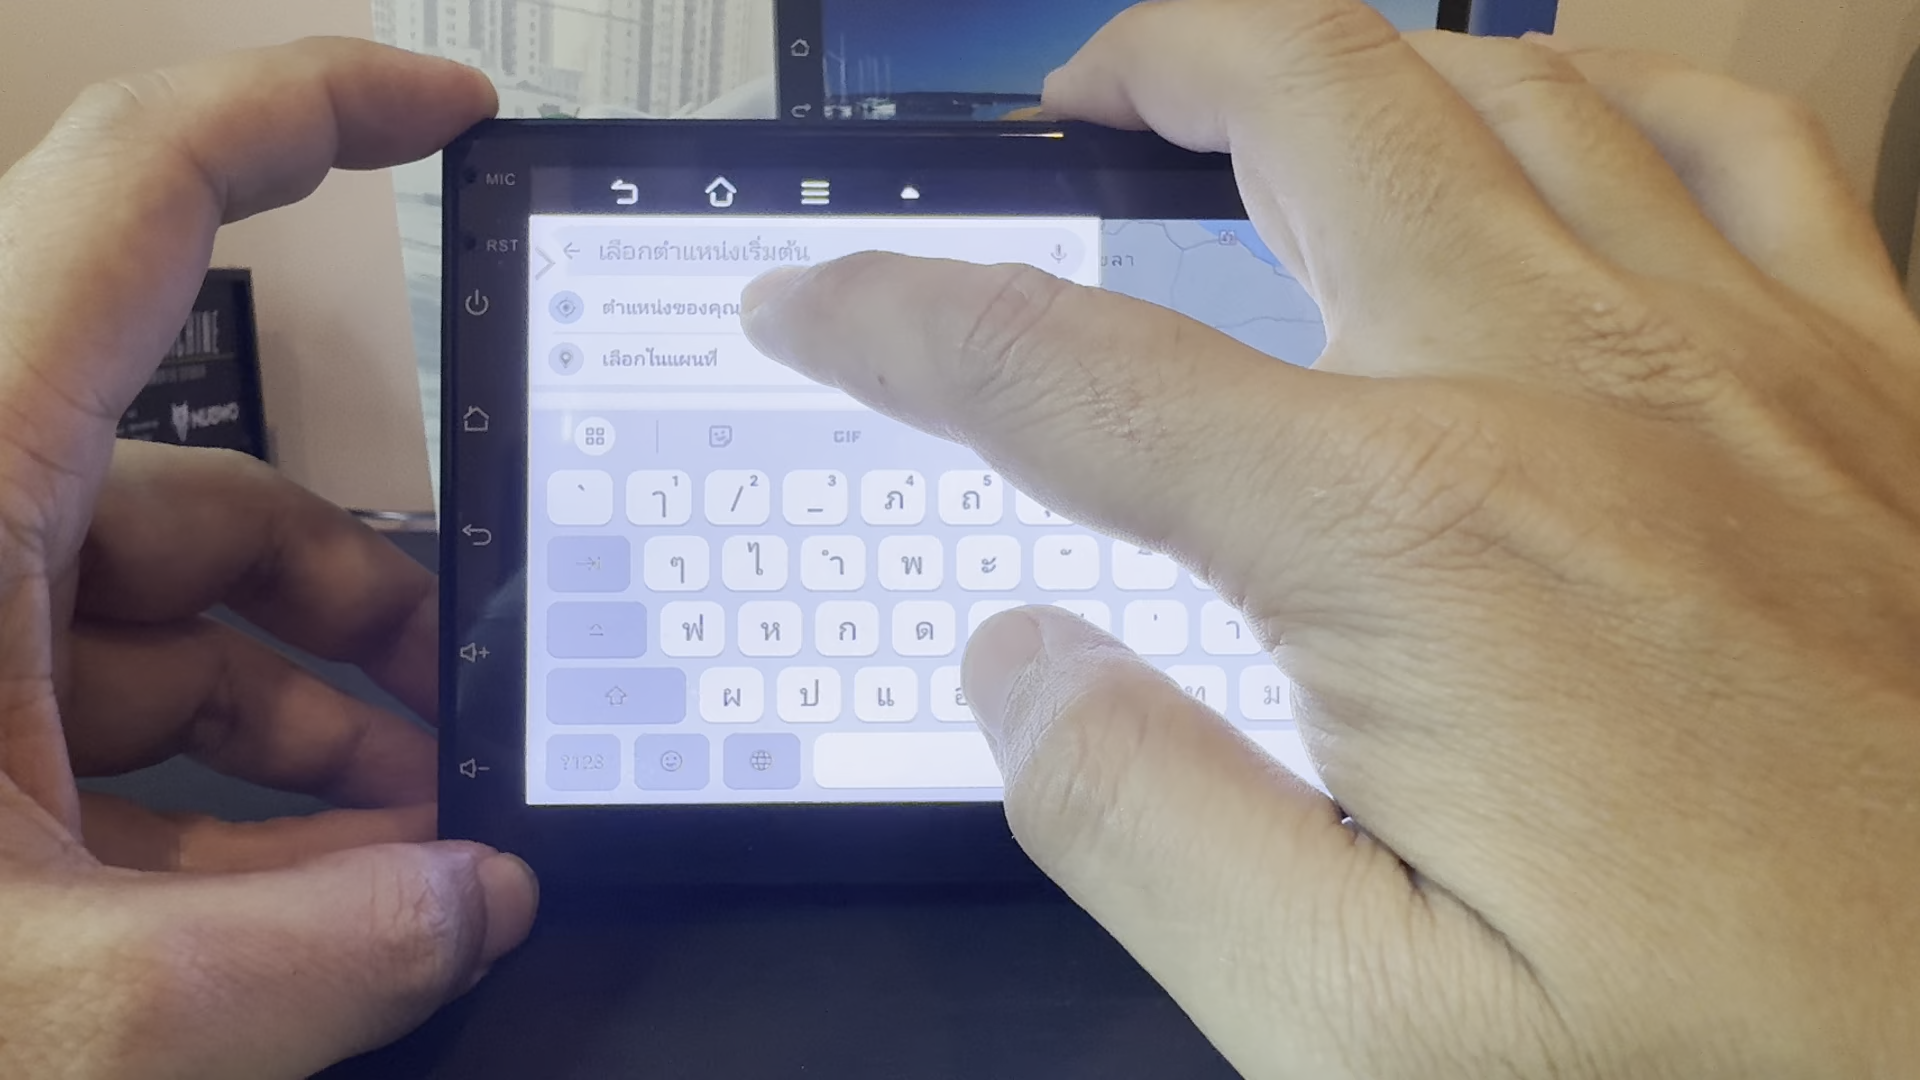 MIC
RST
เลือกตำแหน่งเริ่มต้น
ตำแหน่งของคุณ
เลือกในแผนที่
GIF
` ๅ 1 / 2 _ 3 ภ 4 ถ 5
ๆ ไ ำ พ ะ ั
ฟ ห ก ด ่ า
ผ ป แ ท ม
?123